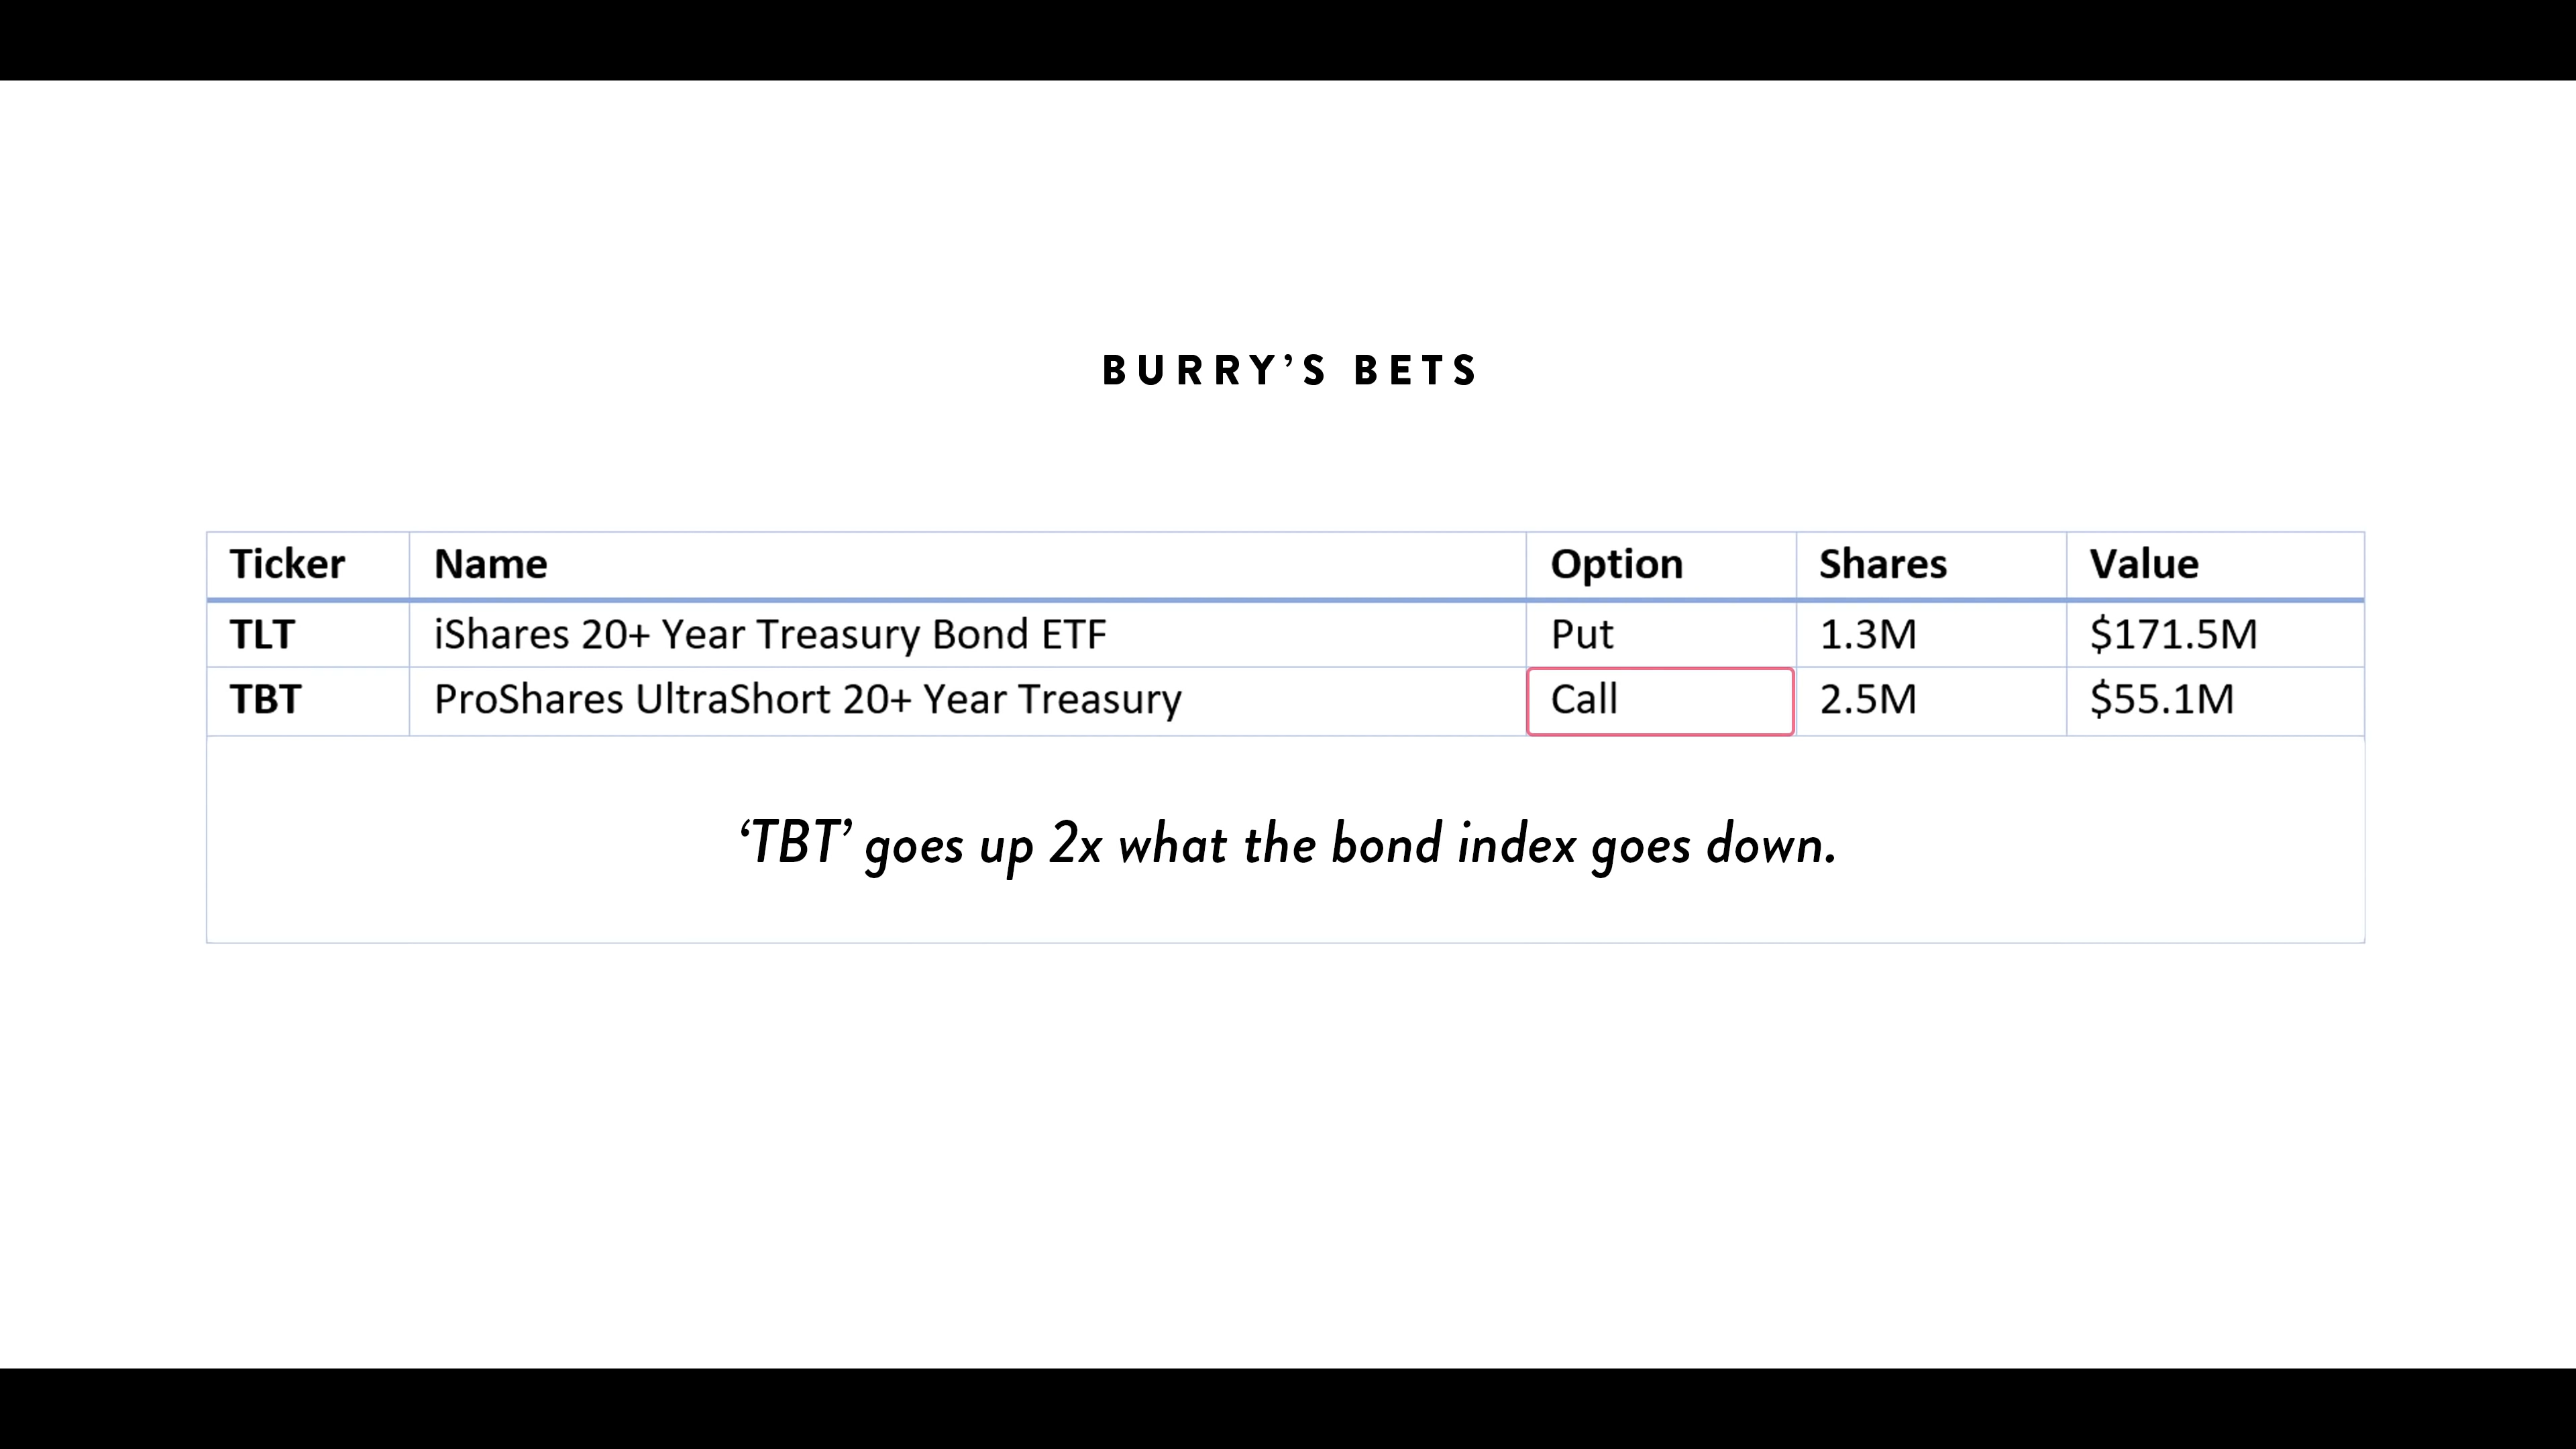 BURRY’S BETS
Ticker Name Option Shares Value
TLT iShares 20+ Year Treasury Bond ETF Put 1.3M $171.5M
TBT ProShares UltraShort 20+ Year Treasury Call 2.5M $55.1M
‘TBT’ goes up 2x what the bond index goes down.